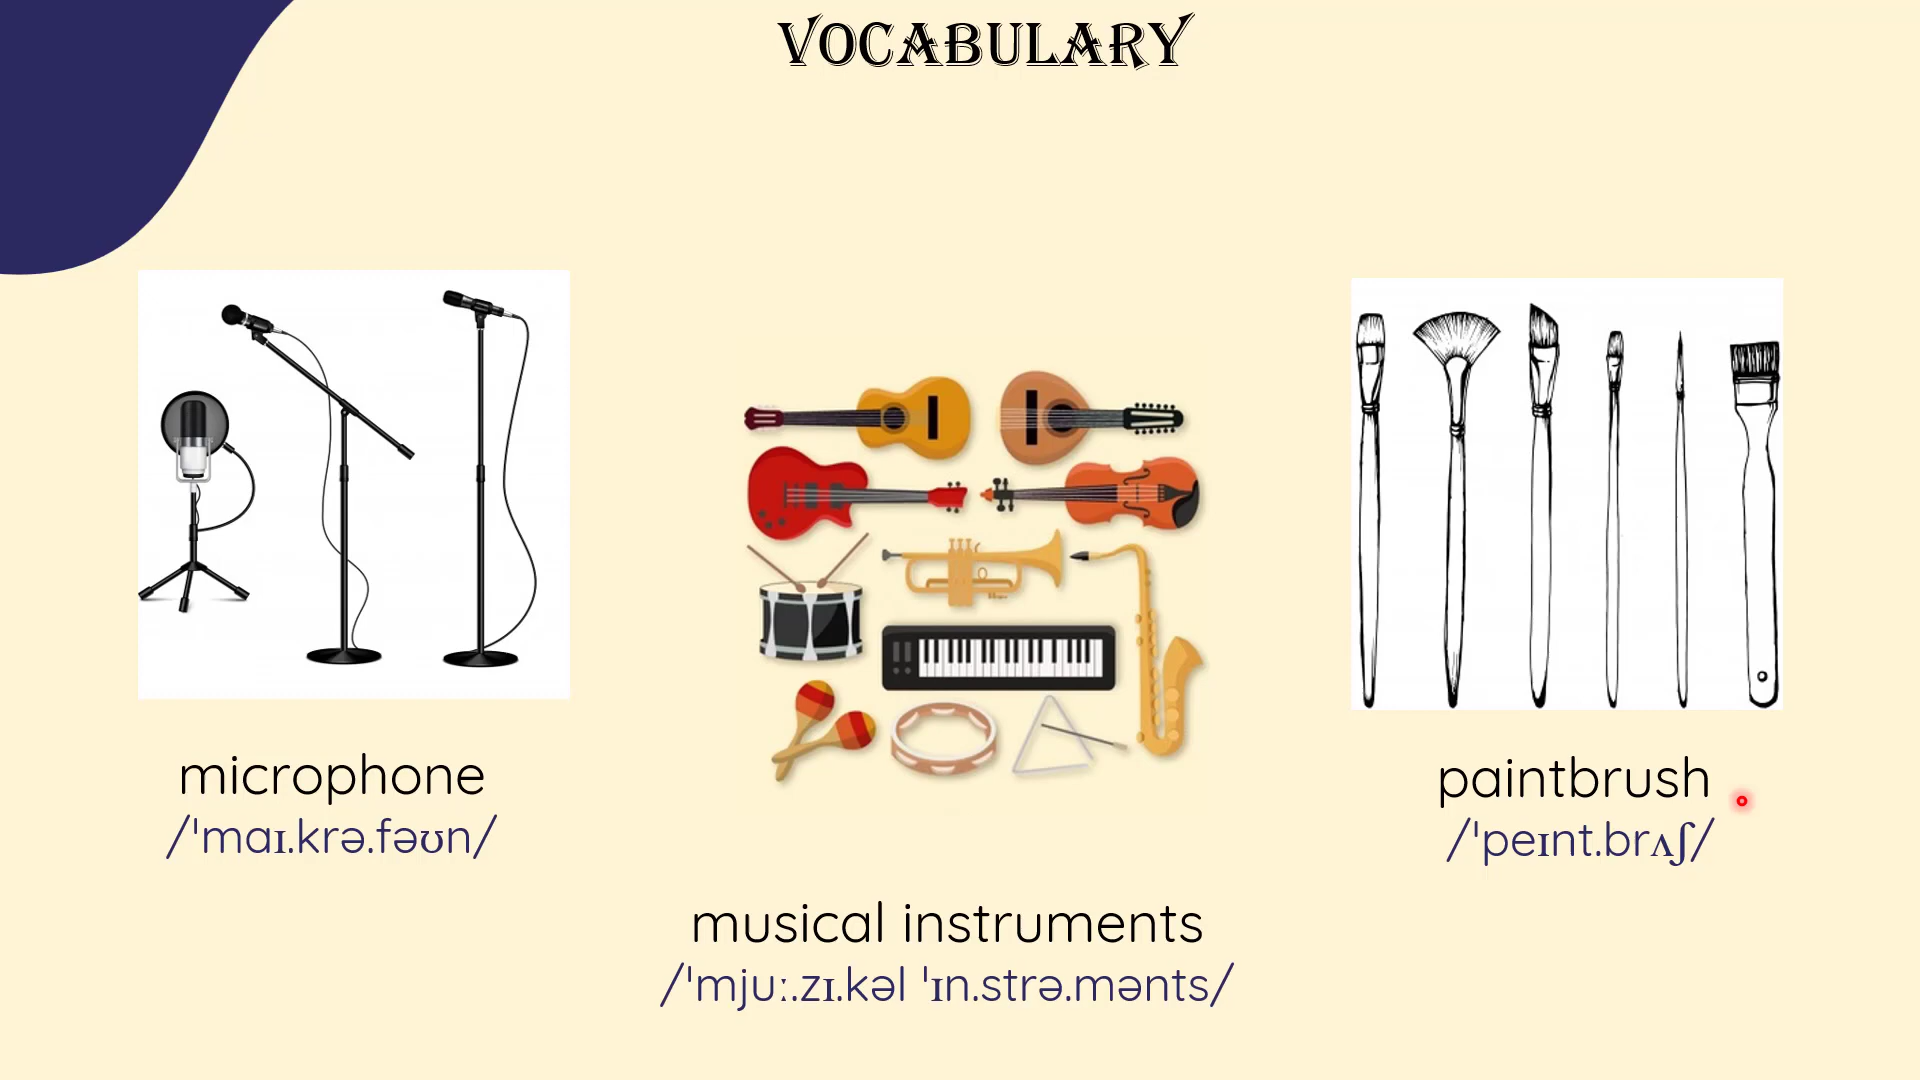 VOCABULARY
microphone
/ˈmaɪ.krə.fəʊn/
musical instruments
/ˈmjuː.zɪ.kəl ˈɪn.strə.mənts/
paintbrush
/ˈpeɪnt.brʌʃ/